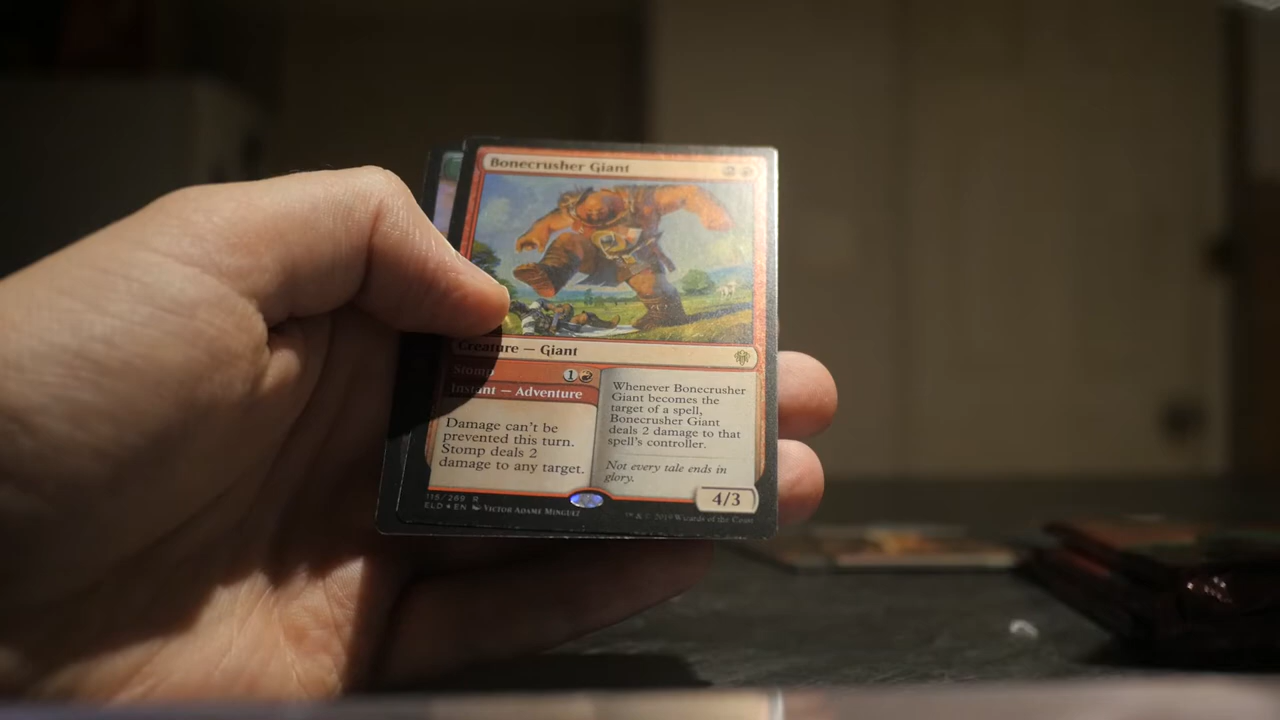 Bonecrusher Giant
2
Creature — Giant
Stomp
1
Instant — Adventure
Damage can't be
prevented this turn.
Stomp deals 2
damage to any target.
Whenever Bonecrusher
Giant becomes the
target of a spell,
Bonecrusher Giant
deals 2 damage to that
spell's controller.
Not every tale ends in
glory.
4/3
115/269 R
ELD ★ EN Victor Adame Minguez
™ & © 2019 Wizards of the Coast